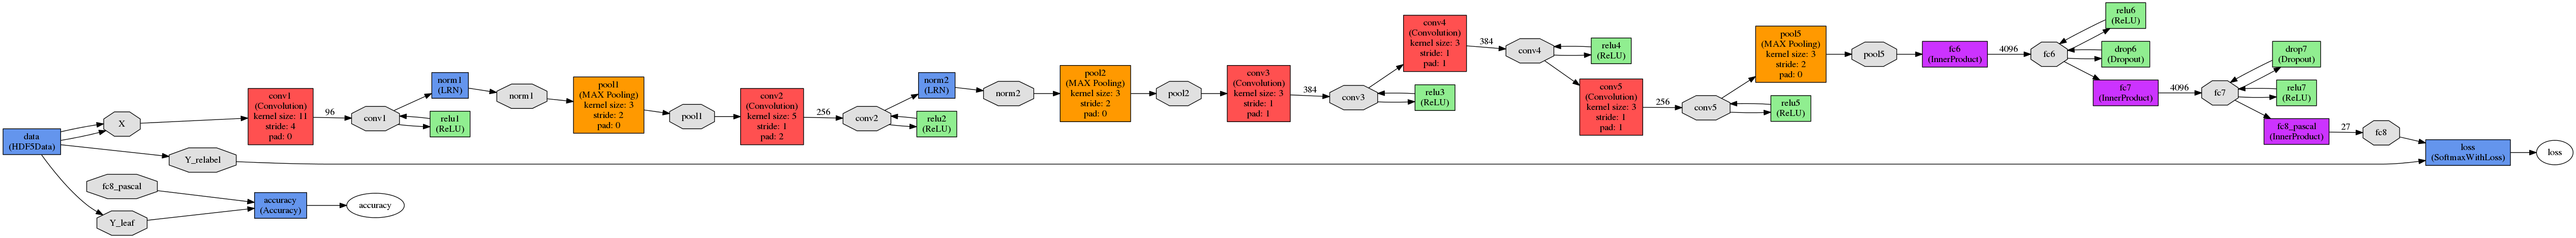 data
(HDF5Data)
X
Y_relabel
fc8_pascal
Y_leaf
conv1
(Convolution)
kernel size: 11
stride: 4
pad: 0
accuracy
(Accuracy)
96
conv1
accuracy
norm1
(LRN)
relu1
(ReLU)
norm1
pool1
(MAX Pooling)
kernel size: 3
stride: 2
pad: 0
pool1
conv2
(Convolution)
kernel size: 5
stride: 1
pad: 2
256
conv2
norm2
(LRN)
relu2
(ReLU)
norm2
pool2
(MAX Pooling)
kernel size: 3
stride: 2
pad: 0
pool2
conv3
(Convolution)
kernel size: 3
stride: 1
pad: 1
384
conv3
conv4
(Convolution)
kernel size: 3
stride: 1
pad: 1
relu3
(ReLU)
384
conv4
relu4
(ReLU)
conv5
(Convolution)
kernel size: 3
stride: 1
pad: 1
256
conv5
pool5
(MAX Pooling)
kernel size: 3
stride: 2
pad: 0
relu5
(ReLU)
pool5
fc6
(InnerProduct)
4096
fc6
relu6
(ReLU)
drop6
(Dropout)
fc7
(InnerProduct)
4096
fc7
drop7
(Dropout)
relu7
(ReLU)
fc8_pascal
(InnerProduct)
27
fc8
loss
(SoftmaxWithLoss)
loss